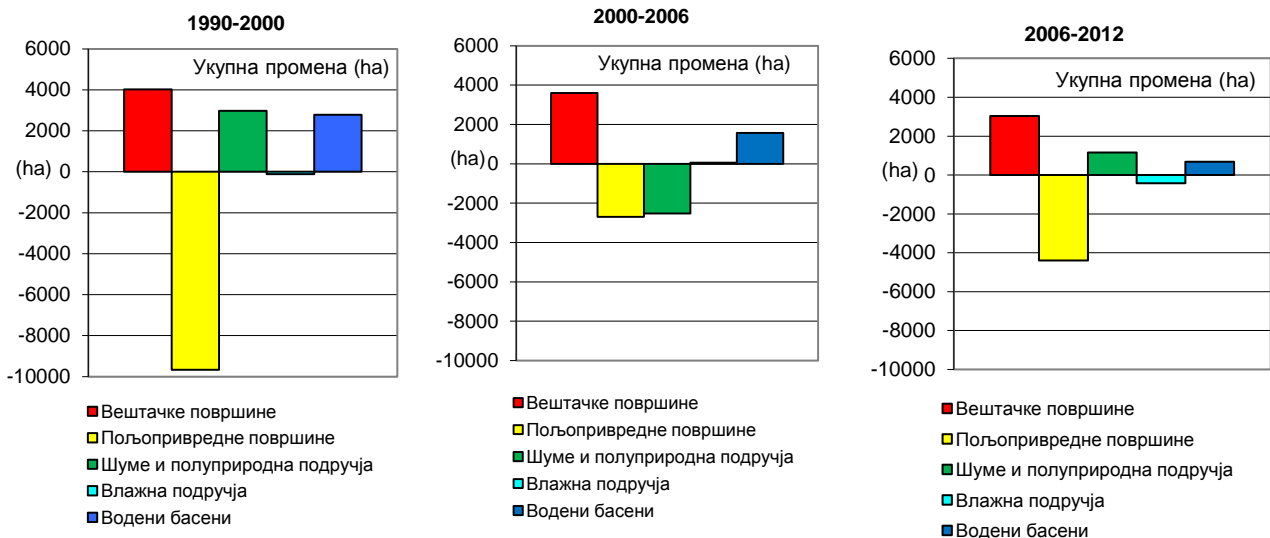 1990-2000
Укупна промена (ha)
6000
4000
2000
(ha) 0
-2000
-4000
-6000
-8000
-10000
Вештачке површине
Пољопривредне површине
Шуме и полуприродна подручја
Влажна подручја
Водени басени
2000-2006
Укупна промена (ha)
6000
4000
2000
(ha) 0
-2000
-4000
-6000
-8000
-10000
Вештачке површине
Пољопривредне површине
Шуме и полуприродна подручја
Влажна подручја
Водени басени
2006-2012
Укупна промена (ha)
6000
4000
2000
(ha) 0
-2000
-4000
-6000
-8000
-10000
Вештачке површине
Пољопривредне површине
Шуме и полуприродна подручја
Влажна подручја
Водени басени